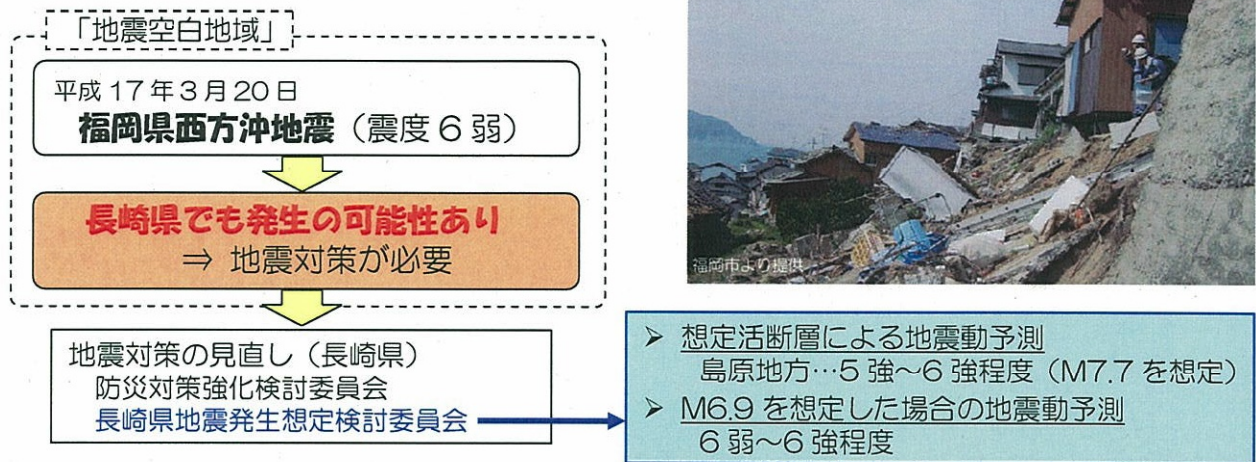 「地震空白地域」
平成17年3月20日
福岡県西方沖地震（震度6弱）
長崎県でも発生の可能性あり
⇒ 地震対策が必要
地震対策の見直し（長崎県）
防災対策強化検討委員会
長崎県地震発生想定検討委員会
福岡市より提供
➢ 想定活断層による地震動予測
島原地方…5強～6強程度（M7.7を想定）
➢ M6.9を想定した場合の地震動予測
6弱～6強程度